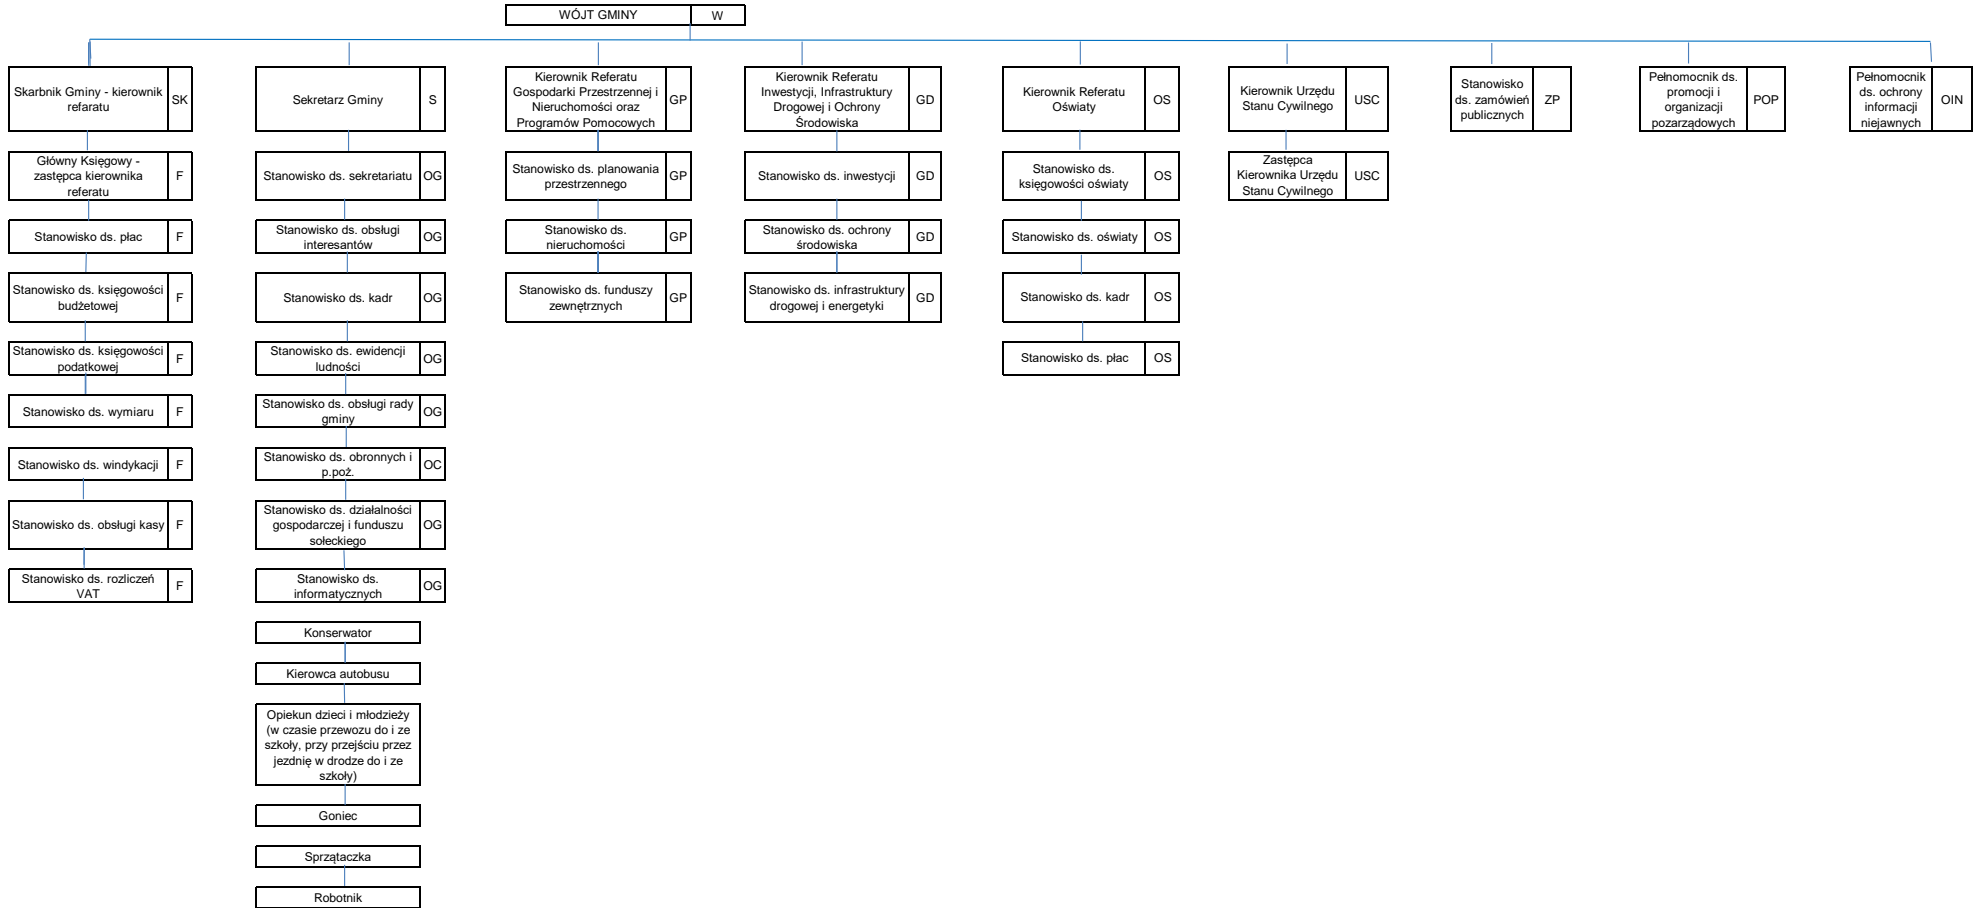 WÓJT GMINY W
Skarbnik Gminy - kierownik
refaratu
SK
Główny Księgowy -
zastępca kierownika
referatu
F
Stanowisko ds. płac F
Stanowisko ds. księgowości
budżetowej
F
Stanowisko ds. księgowości
podatkowej
F
Stanowisko ds. wymiaru F
Stanowisko ds. windykacji F
Stanowisko ds. obsługi kasy F
Stanowisko ds. rozliczeń
VAT
F
Sekretarz Gminy S
Stanowisko ds. sekretariatu OG
Stanowisko ds. obsługi
interesantów
OG
Stanowisko ds. kadr OG
Stanowisko ds. ewidencji
ludności
OG
Stanowisko ds. obsługi rady
gminy
OG
Stanowisko ds. obronnych i
p.poż.
OC
Stanowisko ds. działalności
gospodarczej i funduszu
sołeckiego
OG
Stanowisko ds.
informatycznych
OG
Konserwator
Kierowca autobusu
Opiekun dzieci i młodzieży
(w czasie przewozu do i ze
szkoły, przy przejściu przez
jezdnię w drodze do i ze
szkoły)
Goniec
Sprzątaczka
Robotnik
Kierownik Referatu
Gospodarki Przestrzennej i
Nieruchomości oraz
Programów Pomocowych
GP
Stanowisko ds. planowania
przestrzennego
GP
Stanowisko ds.
nieruchomości
GP
Stanowisko ds. funduszy
zewnętrznych
GP
Kierownik Referatu
Inwestycji, Infrastruktury
Drogowej i Ochrony
Środowiska
GD
Stanowisko ds. inwestycji GD
Stanowisko ds. ochrony
środowiska
GD
Stanowisko ds. infrastruktury
drogowej i energetyki
GD
Kierownik Referatu
Oświaty
OS
Stanowisko ds.
księgowości oświaty
OS
Stanowisko ds. oświaty OS
Stanowisko ds. kadr OS
Stanowisko ds. płac OS
Kierownik Urzędu
Stanu Cywilnego
USC
Zastępca
Kierownika Urzędu
Stanu Cywilnego
USC
Stanowisko
ds. zamówień
publicznych
ZP
Pełnomocnik ds.
promocji i
organizacji
pozarządowych
POP
Pełnomocnik
ds. ochrony
informacji
niejawnych
OIN